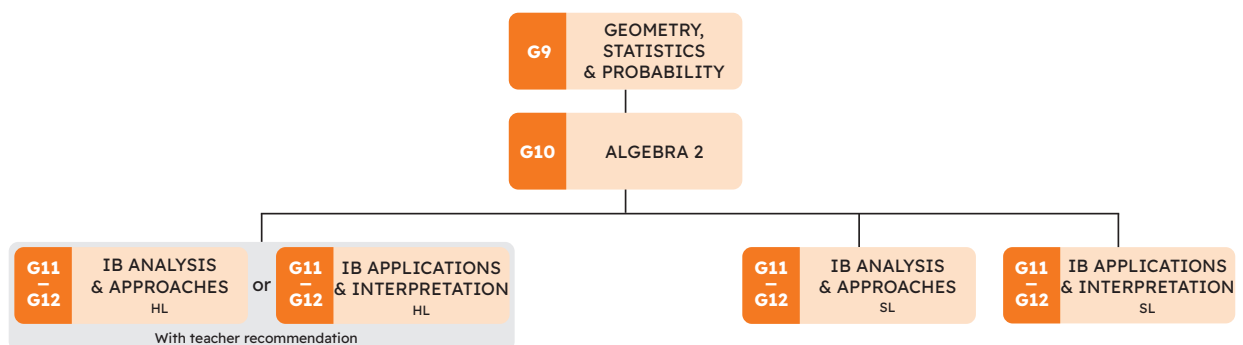 G9
GEOMETRY,
STATISTICS
& PROBABILITY
G10
ALGEBRA 2
G11
–
G12
IB ANALYSIS
& APPROACHES
HL
or
G11
–
G12
IB APPLICATIONS
& INTERPRETATION
HL
With teacher recommendation
G11
–
G12
IB ANALYSIS
& APPROACHES
SL
G11
–
G12
IB APPLICATIONS
& INTERPRETATION
SL